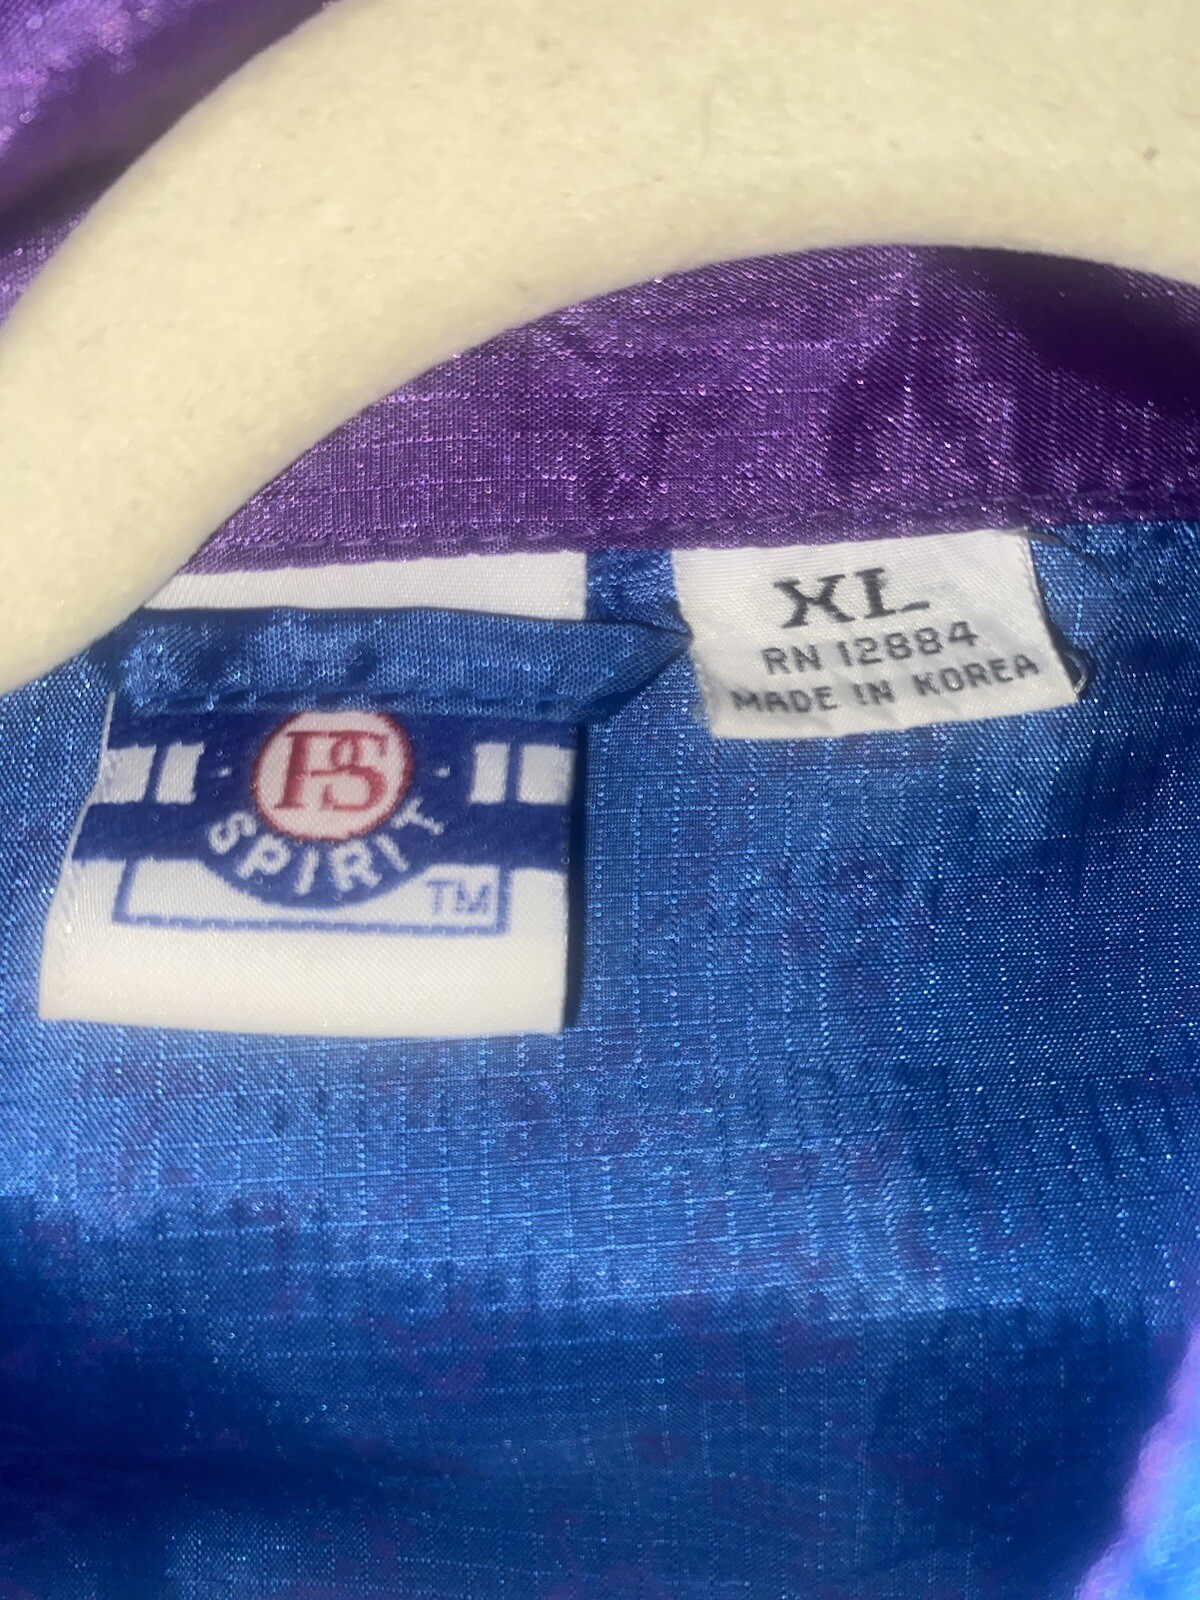 PS
SPIRIT
TM
XL
RN 12884
MADE IN KOREA